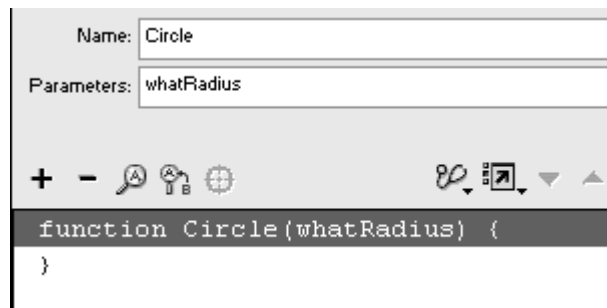 Name: Circle
Parameters: whatRadius
function Circle(whatRadius) {
}